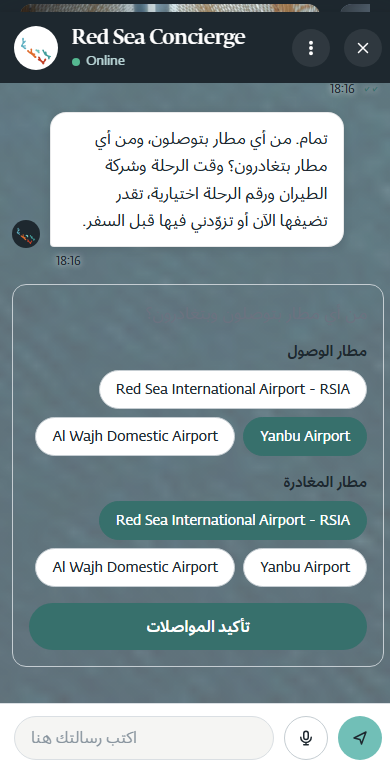 Red Sea Concierge
Online
18:16
تمام. من أي مطار بتوصلون، ومن أي
مطار بتغادرون؟ وقت الرحلة وشركة
الطيران ورقم الرحلة اختيارية، تقدر
تضيفها الآن أو تزوّدني فيها قبل السفر.
18:16
مطار الوصول
Red Sea International Airport - RSIA
Yanbu Airport
Al Wajh Domestic Airport
مطار المغادرة
Red Sea International Airport - RSIA
Yanbu Airport
Al Wajh Domestic Airport
تأكيد المواصلات
اكتب رسالتك هنا